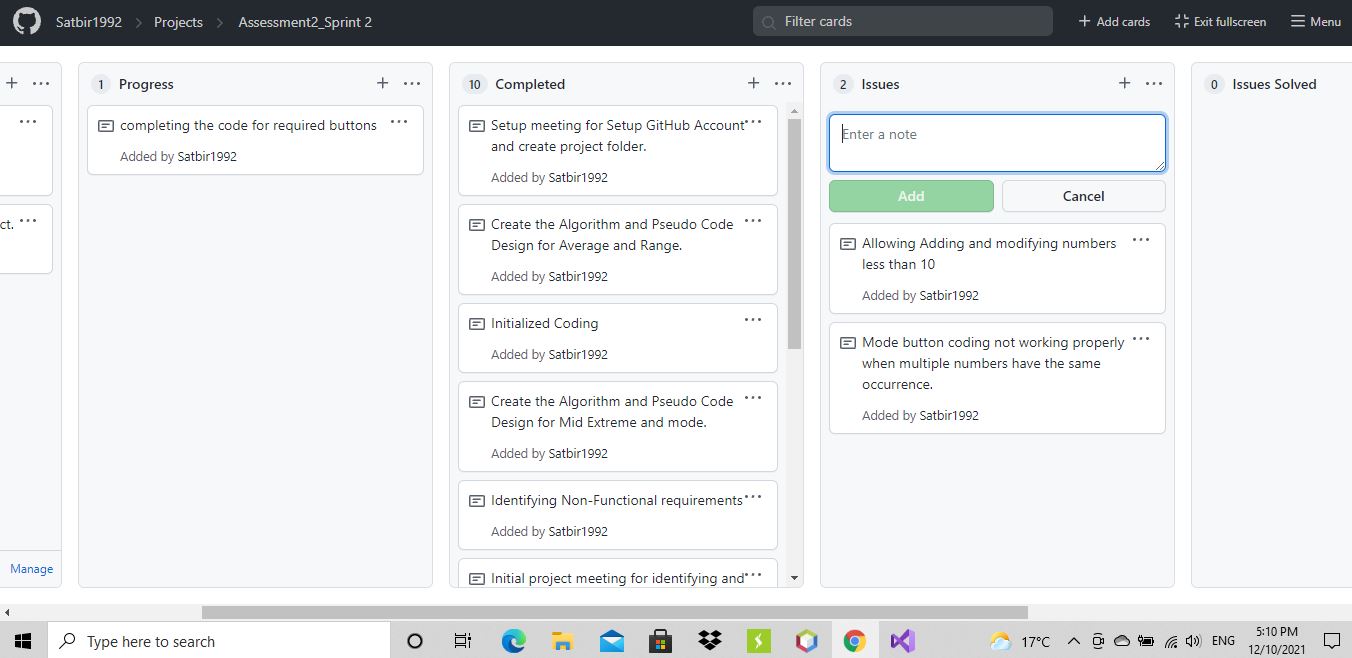 Satbir1992
Projects
Assessment2_Sprint 2
Filter cards
Add cards
Exit fullscreen
Menu
ct.
Manage
1 Progress
completing the code for required buttons
Added by Satbir1992
10 Completed
Setup meeting for Setup GitHub Account
and create project folder.
Added by Satbir1992
Create the Algorithm and Pseudo Code
Design for Average and Range.
Added by Satbir1992
Initialized Coding
Added by Satbir1992
Create the Algorithm and Pseudo Code
Design for Mid Extreme and mode.
Added by Satbir1992
Identifying Non-Functional requirements
Added by Satbir1992
Initial project meeting for identifying and
2 Issues
Enter a note
Add
Cancel
Allowing Adding and modifying numbers
less than 10
Added by Satbir1992
Mode button coding not working properly
when multiple numbers have the same
occurrence.
Added by Satbir1992
0 Issues Solved
Type here to search
17°C
ENG
5:10 PM
12/10/2021